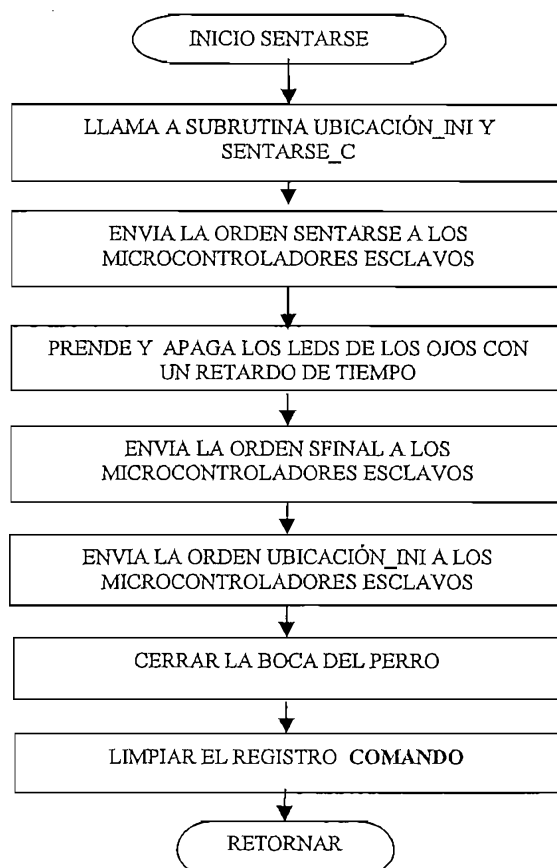 INICIO SENTARSE
LLAMA A SUBRUTINA UBICACIÓN_INI Y
SENTARSE_C
ENVIA LA ORDEN SENTARSE A LOS
MICROCONTROLADORES ESCLAVOS
PRENDE Y APAGA LOS LEDS DE LOS OJOS CON
UN RETARDO DE TIEMPO
ENVIA LA ORDEN SFINAL A LOS
MICROCONTROLADORES ESCLAVOS
ENVIA LA ORDEN UBICACIÓN_INI A LOS
MICROCONTROLADORES ESCLAVOS
CERRAR LA BOCA DEL PERRO
LIMPIAR EL REGISTRO COMANDO
RETORNAR